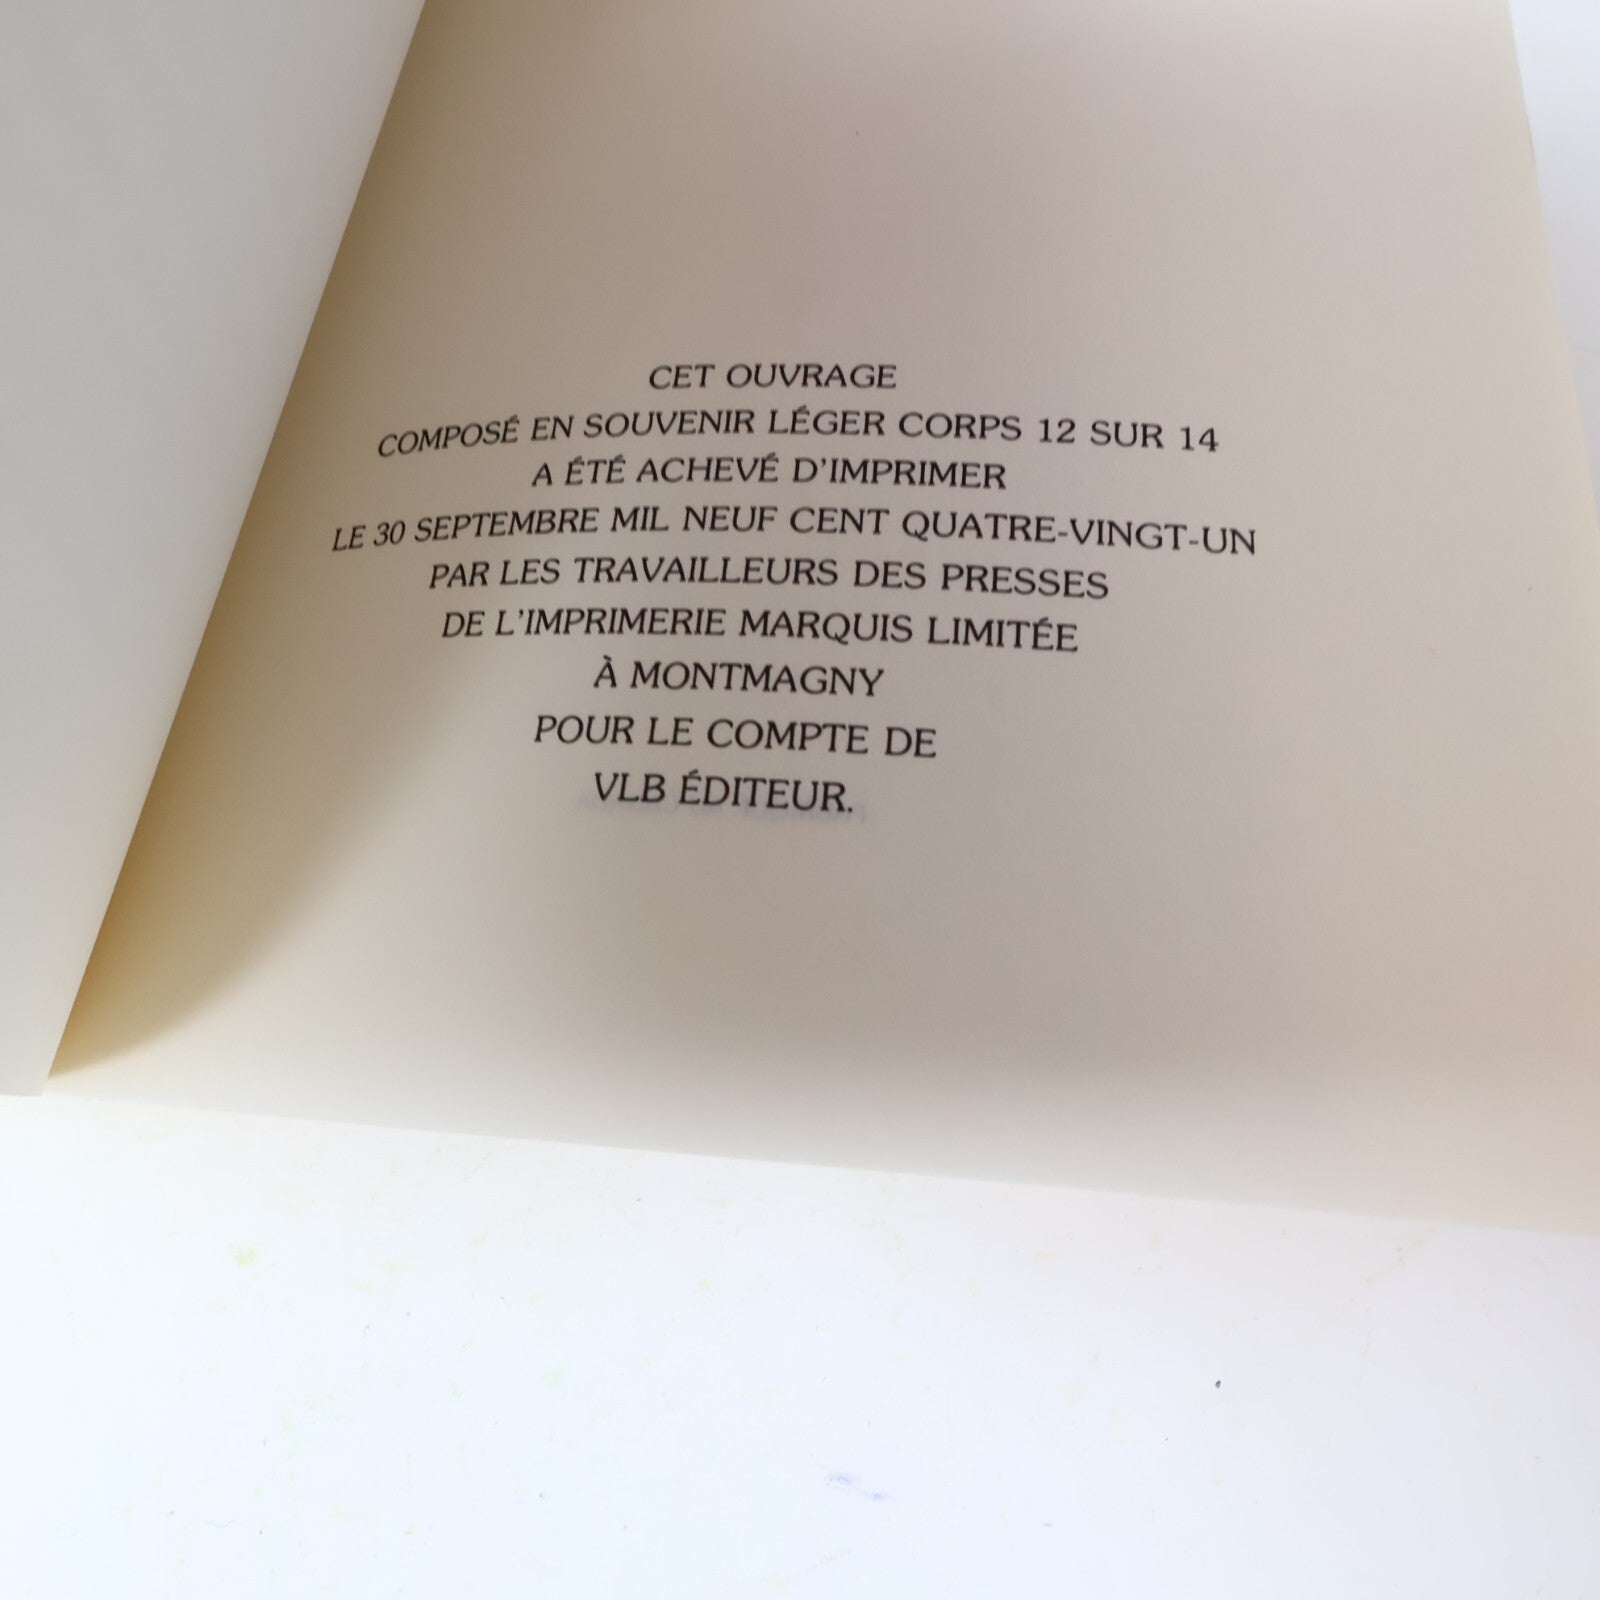 CET OUVRAGE
COMPOSÉ EN SOUVENIR LÉGER CORPS 12 SUR 14
A ÉTÉ ACHEVÉ D'IMPRIMER
LE 30 SEPTEMBRE MIL NEUF CENT QUATRE-VINGT-UN
PAR LES TRAVAILLEURS DES PRESSES
DE L'IMPRIMERIE MARQUIS LIMITÉE
À MONTMAGNY
POUR LE COMPTE DE
VLB ÉDITEUR.